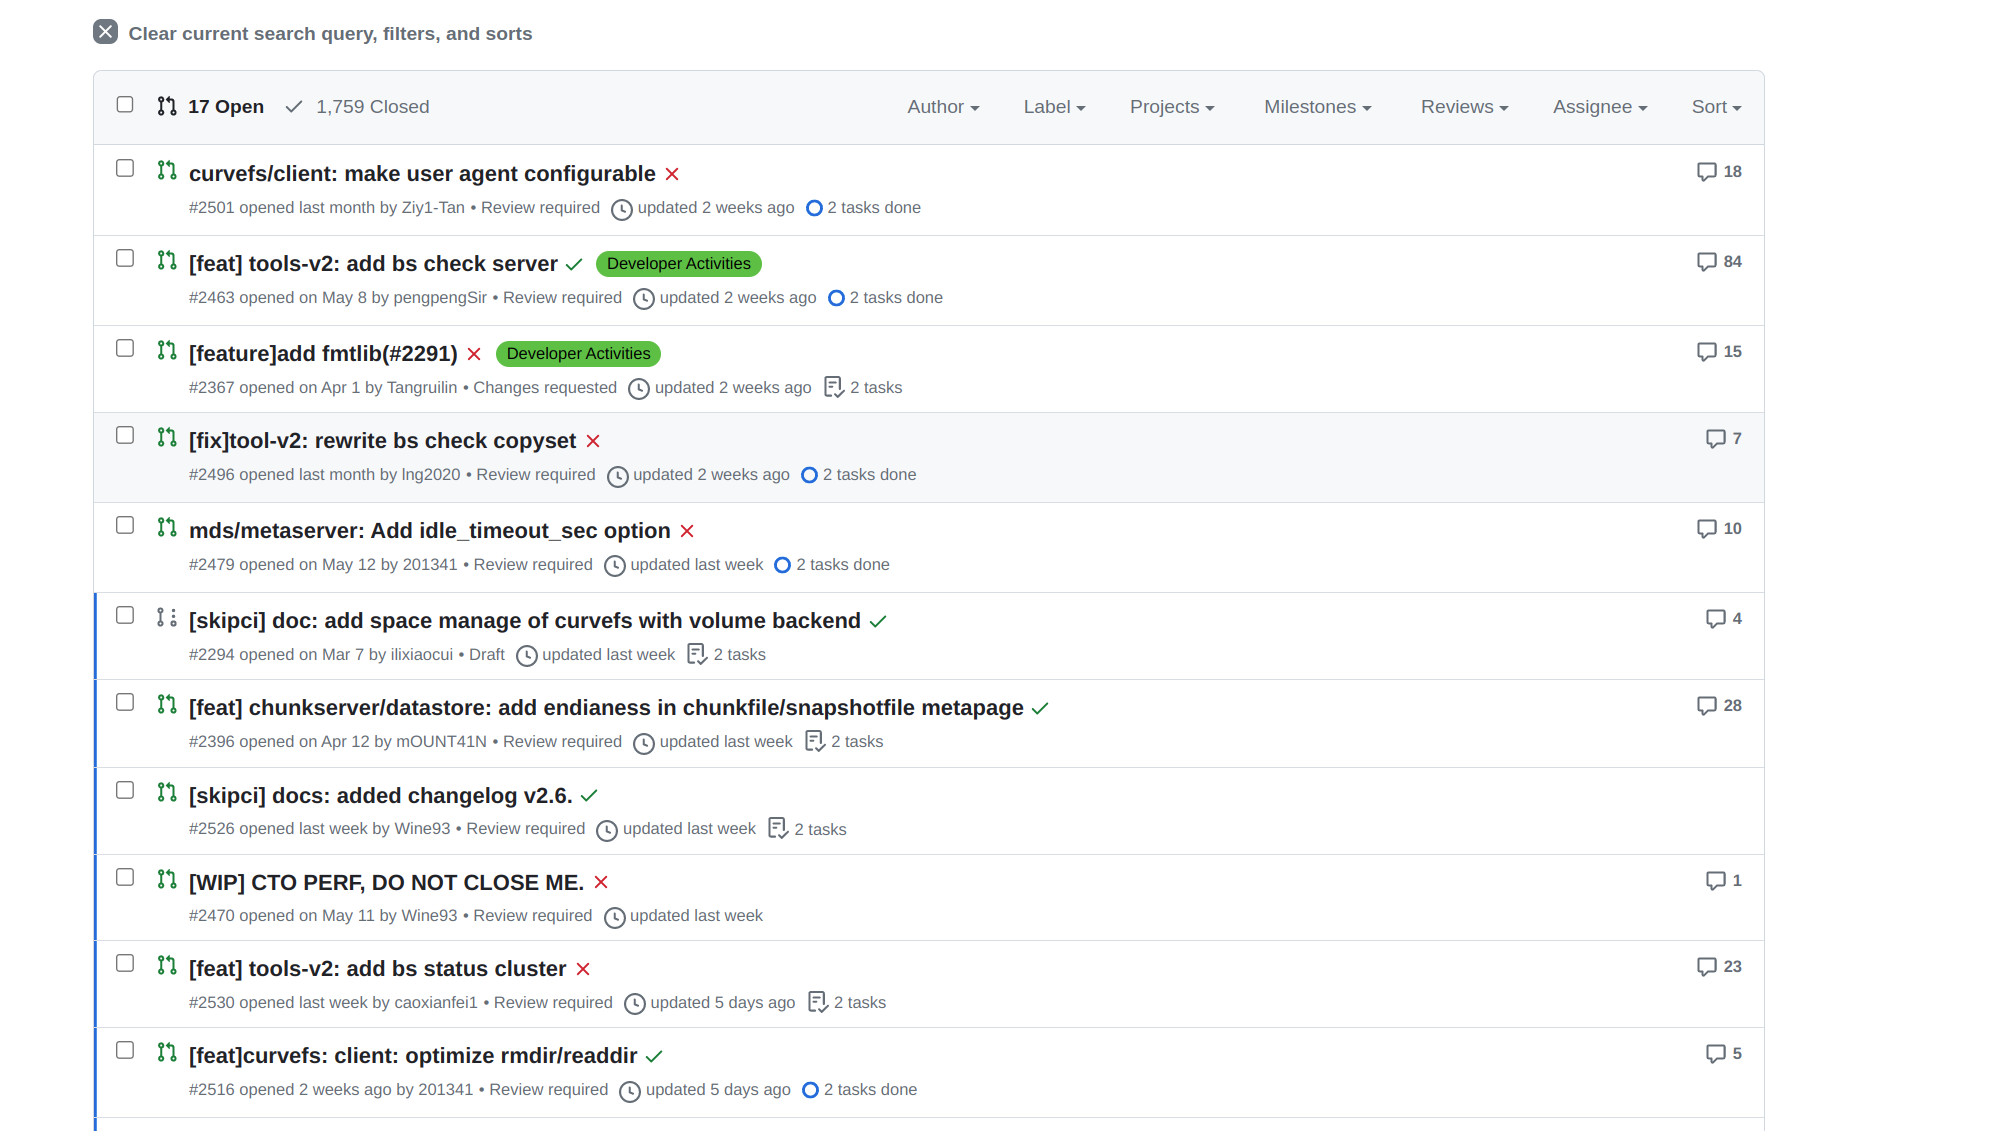 Clear current search query, filters, and sorts
17 Open 1,759 Closed Author Label Projects Milestones Reviews Assignee Sort
curvefs/client: make user agent configurable 18
#2501 opened last month by Ziy1-Tan • Review required updated 2 weeks ago 2 tasks done
[feat] tools-v2: add bs check server Developer Activities 84
#2463 opened on May 8 by pengpengSir • Review required updated 2 weeks ago 2 tasks done
[feature]add fmtlib(#2291) Developer Activities 15
#2367 opened on Apr 1 by Tangruilin • Changes requested updated 2 weeks ago 2 tasks
[fix]tool-v2: rewrite bs check copyset 7
#2496 opened last month by lng2020 • Review required updated 2 weeks ago 2 tasks done
mds/metaserver: Add idle_timeout_sec option 10
#2479 opened on May 12 by 201341 • Review required updated last week 2 tasks done
[skipci] doc: add space manage of curvefs with volume backend 4
#2294 opened on Mar 7 by ilixiaocui • Draft updated last week 2 tasks
[feat] chunkserver/datastore: add endianess in chunkfile/snapshotfile metapage 28
#2396 opened on Apr 12 by mOUNT41N • Review required updated last week 2 tasks
[skipci] docs: added changelog v2.6.
#2526 opened last week by Wine93 • Review required updated last week 2 tasks
[WIP] CTO PERF, DO NOT CLOSE ME. 1
#2470 opened on May 11 by Wine93 • Review required updated last week
[feat] tools-v2: add bs status cluster 23
#2530 opened last week by caoxianfei1 • Review required updated 5 days ago 2 tasks
[feat]curvefs: client: optimize rmdir/readdir 5
#2516 opened 2 weeks ago by 201341 • Review required updated 5 days ago 2 tasks done